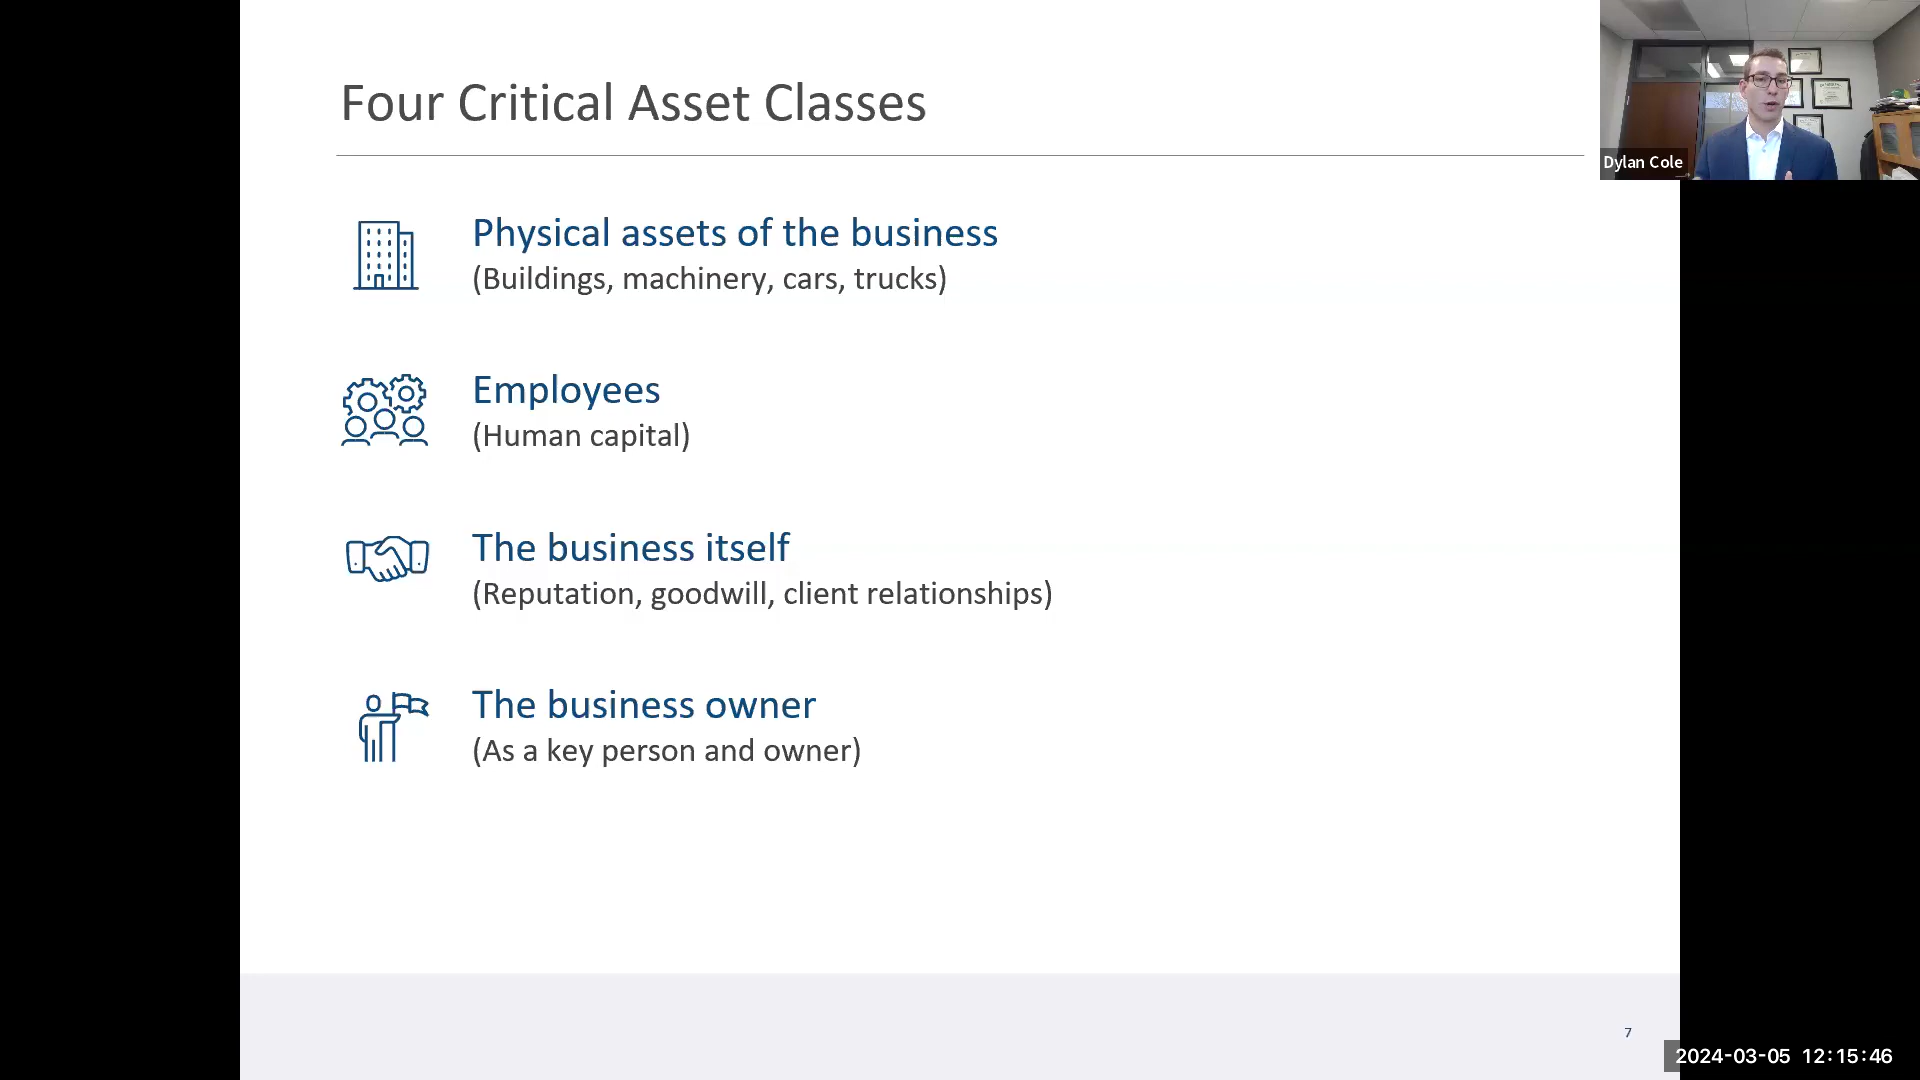 Four Critical Asset Classes
Dylan Cole
Physical assets of the business
(Buildings, machinery, cars, trucks)
Employees
(Human capital)
The business itself
(Reputation, goodwill, client relationships)
The business owner
(As a key person and owner)
7
2024-03-05 12:15:46